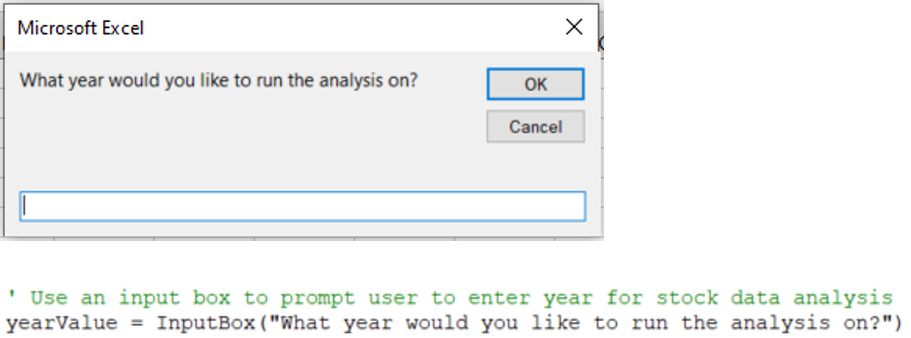 Microsoft Excel
What year would you like to run the analysis on?
OK
Cancel
' Use an input box to prompt user to enter year for stock data analysis
yearValue = InputBox("What year would you like to run the analysis on?")